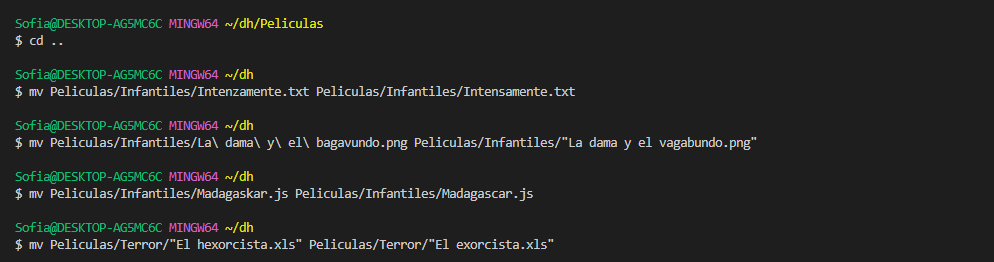 Sofia@DESKTOP-AG5MC6C MINGW64 ~/dh/Peliculas
$ cd ..
Sofia@DESKTOP-AG5MC6C MINGW64 ~/dh
$ mv Peliculas/Infantiles/Intenzamente.txt Peliculas/Infantiles/Intensamente.txt
Sofia@DESKTOP-AG5MC6C MINGW64 ~/dh
$ mv Peliculas/Infantiles/La\ dama\ y\ el\ bagavundo.png Peliculas/Infantiles/"La dama y el vagabundo.png"
Sofia@DESKTOP-AG5MC6C MINGW64 ~/dh
$ mv Peliculas/Infantiles/Madagaskar.js Peliculas/Infantiles/Madagascar.js
Sofia@DESKTOP-AG5MC6C MINGW64 ~/dh
$ mv Peliculas/Terror/"El hexorcista.xls" Peliculas/Terror/"El exorcista.xls"